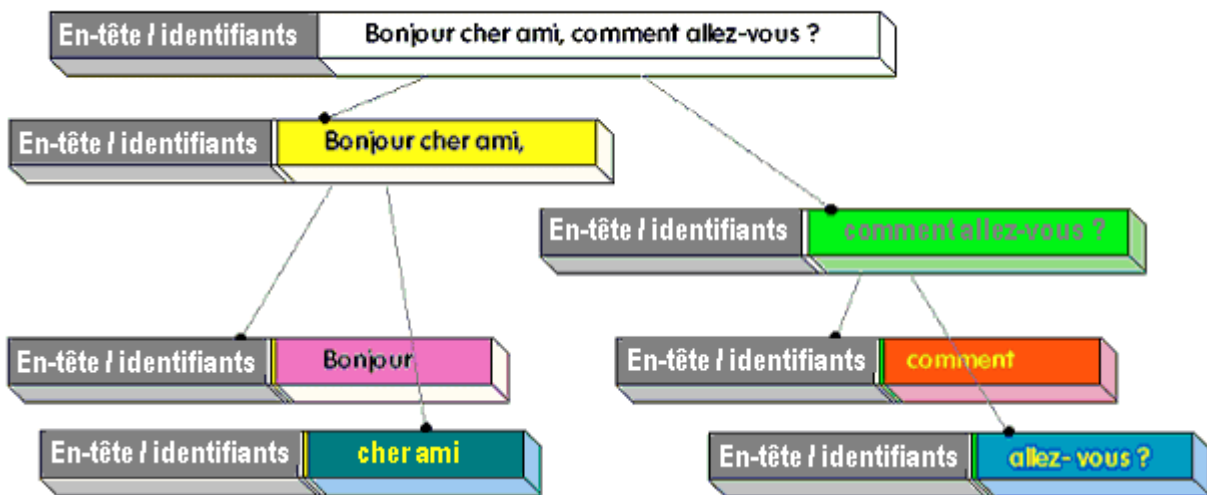 En-tête / identifiants Bonjour cher ami, comment allez-vous ?
En-tête / identifiants Bonjour cher ami,
En-tête / identifiants comment allez-vous ?
En-tête / identifiants Bonjour
En-tête / identifiants comment
En-tête / identifiants cher ami
En-tête / identifiants allez- vous ?